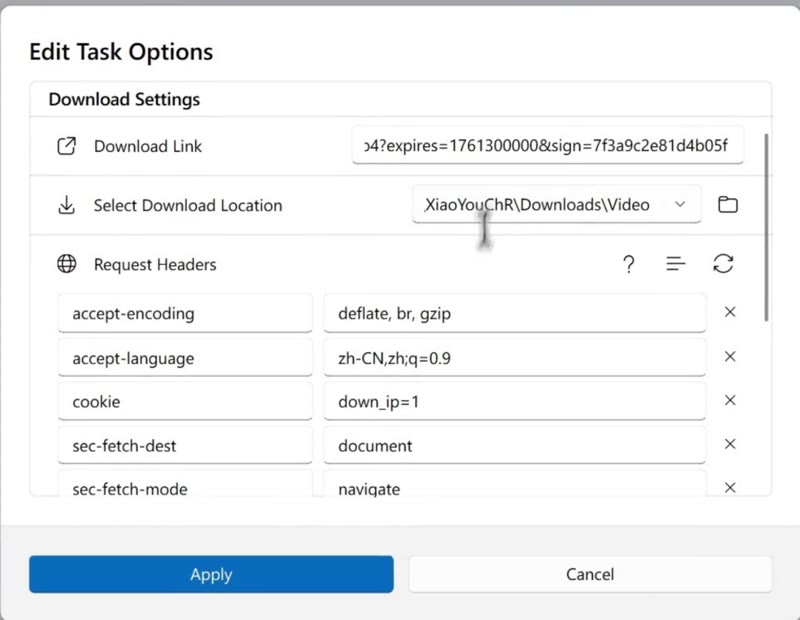 Edit Task Options
Download Settings
Download Link
ɔ4?expires=1761300000&sign=7f3a9c2e81d4b05f
Select Download Location
XiaoYouChR\Downloads\Video
Request Headers
?
accept-encoding deflate, br, gzip
accept-language zh-CN,zh;q=0.9
cookie down_ip=1
sec-fetch-dest document
sec-fetch-mode navigate
Apply Cancel